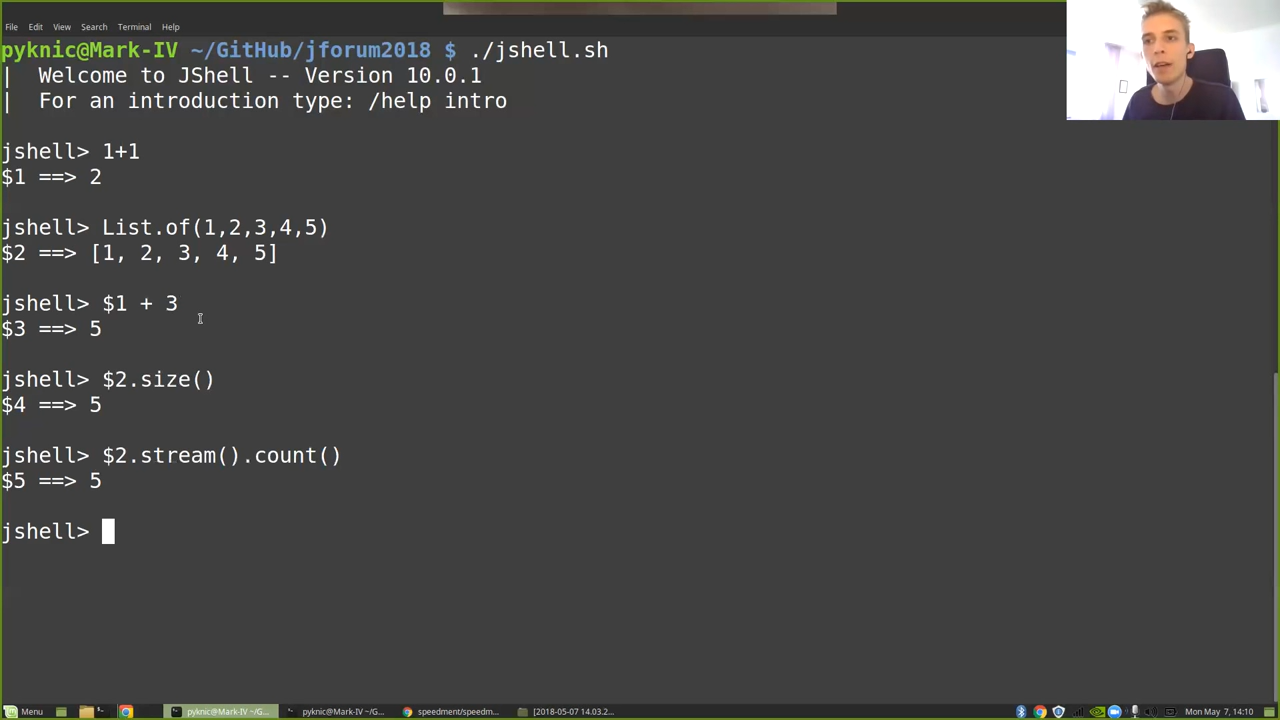 File Edit View Search Terminal Help
pyknic@Mark-IV ~/GitHub/jforum2018 $ ./jshell.sh
|  Welcome to JShell -- Version 10.0.1
|  For an introduction type: /help intro
jshell> 1+1
$1 ==> 2
jshell> List.of(1,2,3,4,5)
$2 ==> [1, 2, 3, 4, 5]
jshell> $1 + 3
$3 ==> 5
jshell> $2.size()
$4 ==> 5
jshell> $2.stream().count()
$5 ==> 5
jshell>
Menu pyknic@Mark-IV ~/G... pyknic@Mark-IV ~/G... speedment/speedm... [2018-05-07 14.03.2... Mon May 7, 14:10